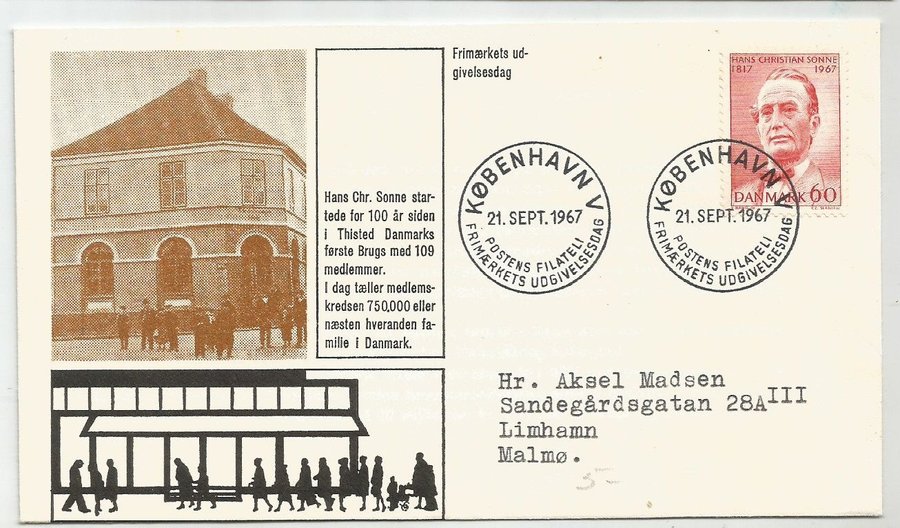 Frimærkets ud-
givelsesdag
HANS CHRISTIAN SONNE
1817 1967
DANMARK 60
KØBENHAVN V
21. SEPT. 1967
POSTENS FILATELI
FRIMÆRKETS UDGIVELSESDAG
KØBENHAVN V
21. SEPT. 1967
POSTENS FILATELI
FRIMÆRKETS UDGIVELSESDAG
Hans Chr. Sonne star-
tede for 100 år siden
i Thisted Danmarks
første Brugs med 109
medlemmer.
I dag tæller medlems-
kredsen 750.000 eller
næsten hveranden fa-
milie i Danmark.
Hr. Aksel Madsen
Sandegårdsgatan 28A III
Limhamn
Malmø.
5-